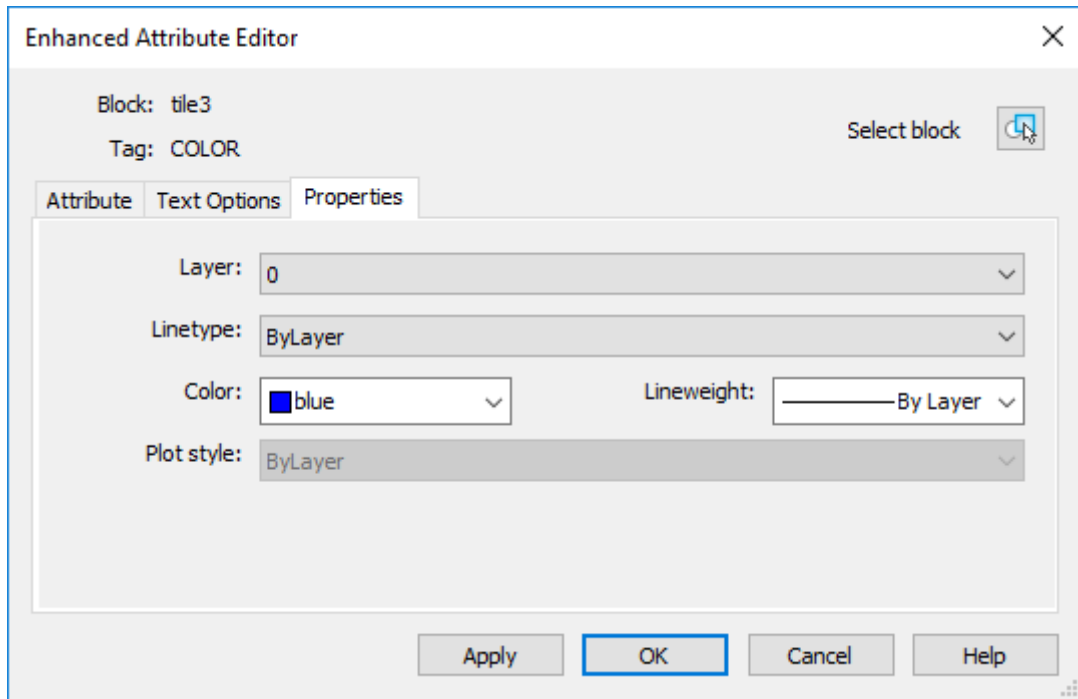 Enhanced Attribute Editor
Block: tile3
Select block
Tag: COLOR
Attribute Text Options Properties
Layer: 0
Linetype: ByLayer
Color: blue Lineweight: By Layer
Plot style: ByLayer
Apply OK Cancel Help